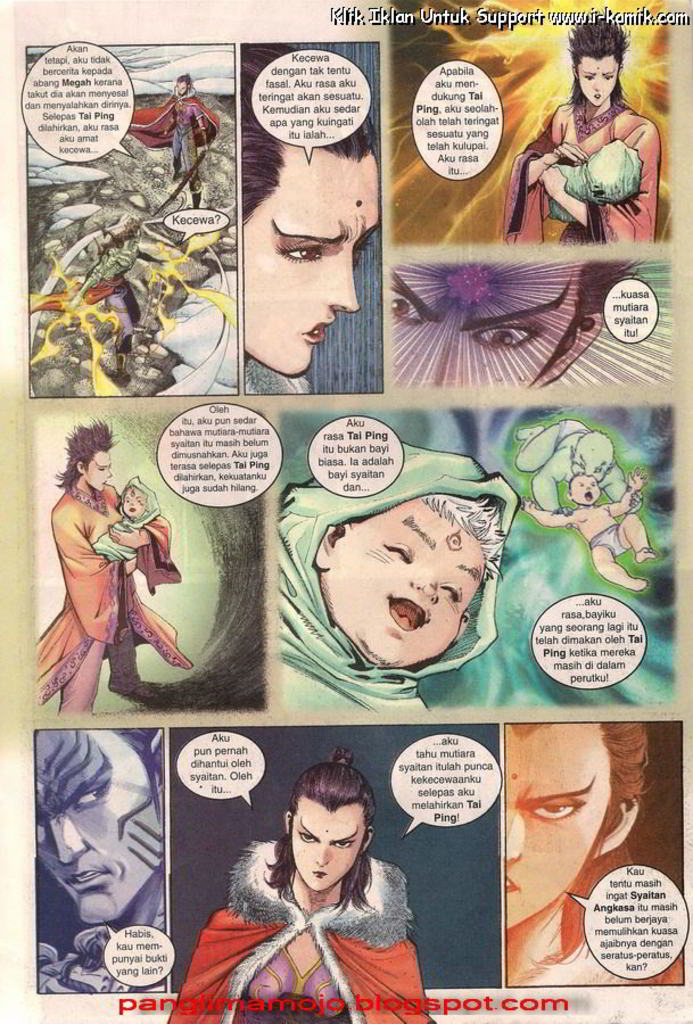 Klik Iklan Untuk Support www.i-komik.com
Akan
tetapi, aku tidak
bercerita kepada
abang Megah kerana
takut dia akan menyesal
dan menyalahkan dirinya.
Selepas Tai Ping
dilahirkan, aku rasa
aku amat
kecewa...
Kecewa?
Kecewa
dengan tak tentu
fasal. Aku rasa aku
teringat akan sesuatu.
Kemudian aku sedar
apa yang kuingati
itu ialah...
Apabila
aku men-
dukung Tai
Ping, aku seolah-
olah telah teringat
sesuatu yang
telah kulupai.
Aku rasa
itu...
...kuasa
mutiara
syaitan
itu!
Oleh
itu, aku pun sedar
bahawa mutiara-mutiara
syaitan itu masih belum
dimusnahkan. Aku juga
terasa selepas Tai Ping
dilahirkan, kekuatanku
juga sudah hilang.
Aku
rasa Tai Ping
itu bukan bayi
biasa. Ia adalah
bayi syaitan
dan...
...aku
rasa,bayiku
yang seorang lagi itu
telah dimakan oleh Tai
Ping ketika mereka
masih di dalam
perutku!
Habis,
kau mem-
punyai bukti
yang lain?
Aku
pun pernah
dihantui oleh
syaitan. Oleh
itu...
...aku
tahu mutiara
syaitan itulah punca
kekecewaanku
selepas aku
melahirkan Tai
Ping!
Kau
tentu masih
ingat Syaitan
Angkasa itu masih
belum berjaya
memulihkan kuasa
ajaibnya dengan
seratus-peratus,
kan?
panglimamojo.blogspot.com